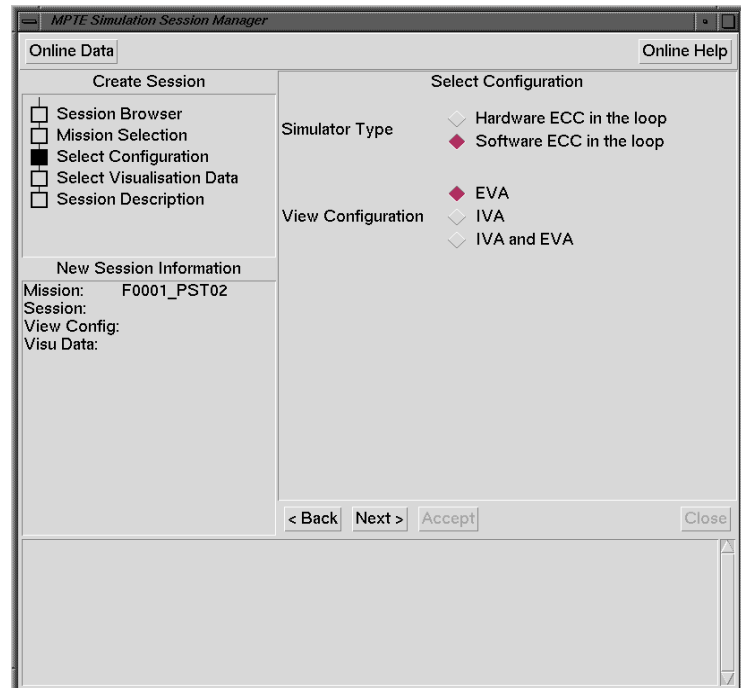 MPTE Simulation Session Manager
Online Data
Online Help
Create Session
Session Browser
Mission Selection
Select Configuration
Select Visualisation Data
Session Description
New Session Information
Mission: F0001_PST02
Session:
View Config:
Visu Data:
Select Configuration
Simulator Type
Hardware ECC in the loop
Software ECC in the loop
View Configuration
EVA
IVA
IVA and EVA
< Back
Next >
Accept
Close